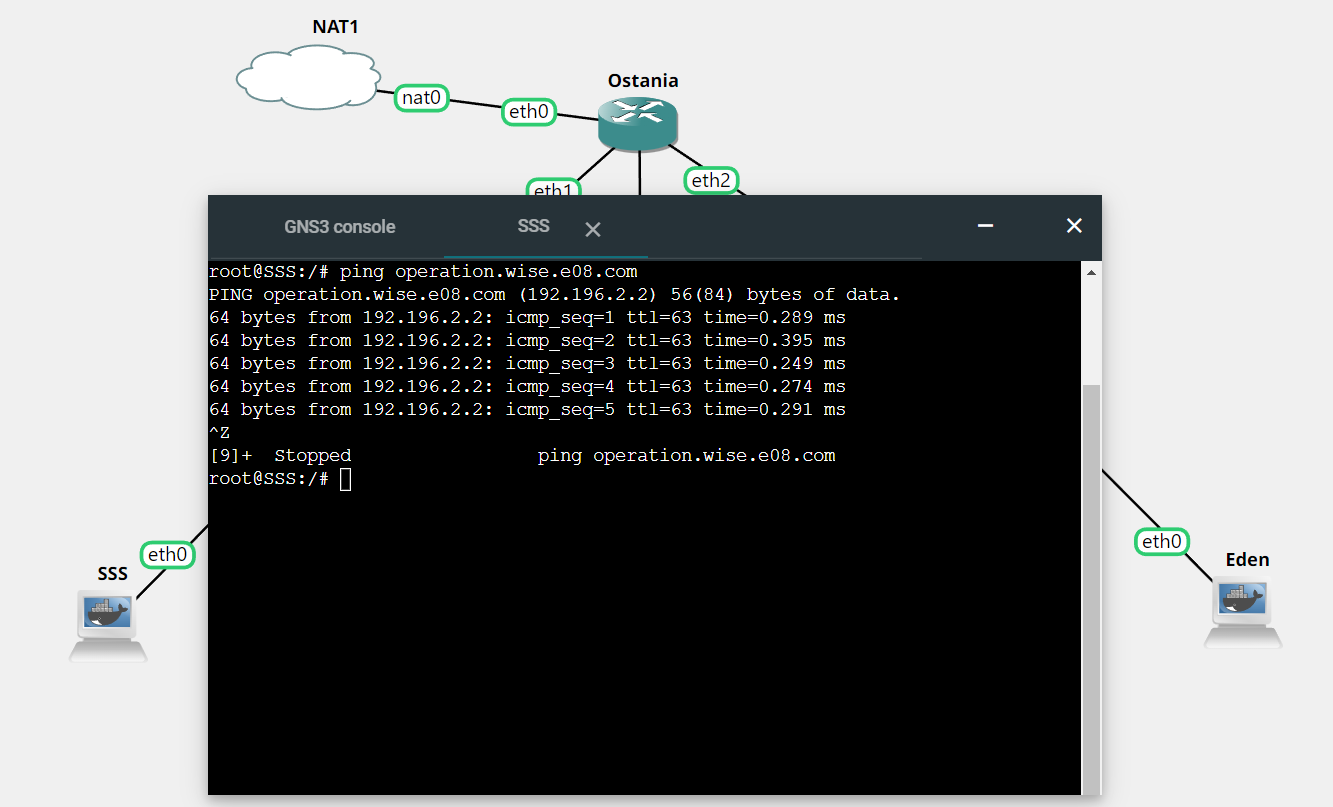 NAT1
Ostania
nat0
eth0
eth1
eth2
GNS3 console
SSS
root@SSS:/# ping operation.wise.e08.com
PING operation.wise.e08.com (192.196.2.2) 56(84) bytes of data.
64 bytes from 192.196.2.2: icmp_seq=1 ttl=63 time=0.289 ms
64 bytes from 192.196.2.2: icmp_seq=2 ttl=63 time=0.395 ms
64 bytes from 192.196.2.2: icmp_seq=3 ttl=63 time=0.249 ms
64 bytes from 192.196.2.2: icmp_seq=4 ttl=63 time=0.274 ms
64 bytes from 192.196.2.2: icmp_seq=5 ttl=63 time=0.291 ms
^Z
[9]+  Stopped                 ping operation.wise.e08.com
root@SSS:/#
eth0
SSS
eth0
Eden